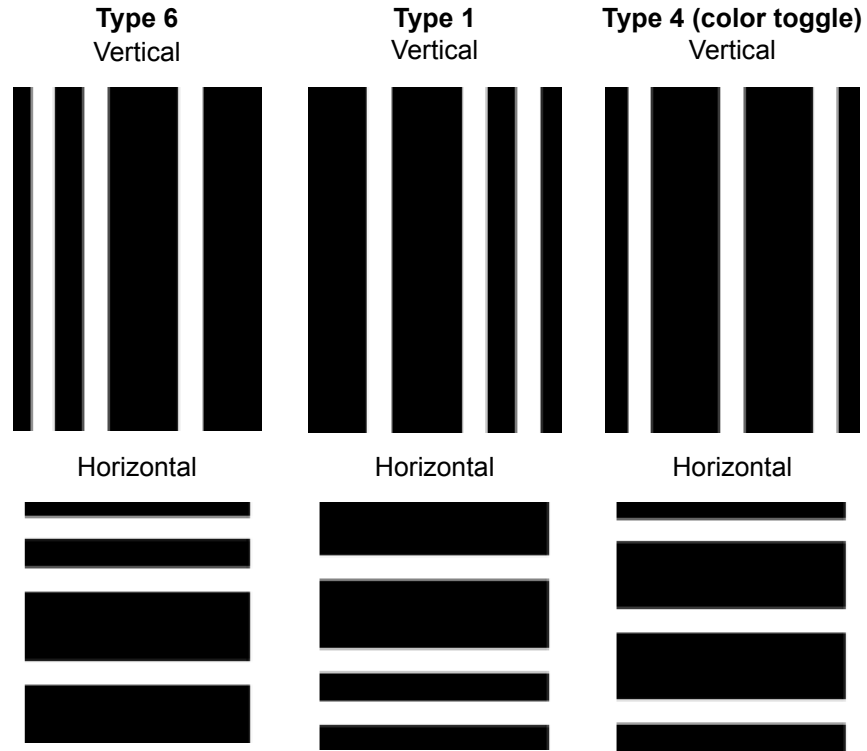 Type 6
Vertical
Type 1
Vertical
Type 4 (color toggle)
Vertical
Horizontal
Horizontal
Horizontal